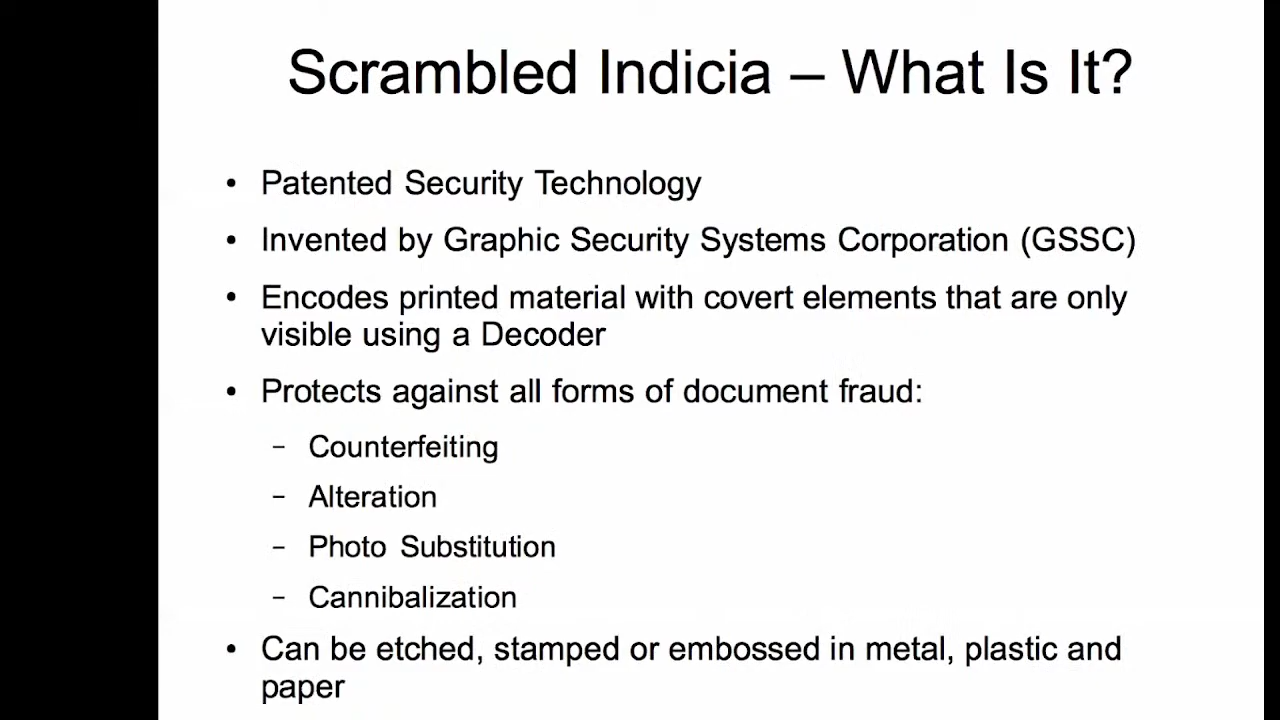 Scrambled Indicia – What Is It?
• Patented Security Technology
• Invented by Graphic Security Systems Corporation (GSSC)
• Encodes printed material with covert elements that are only
visible using a Decoder
• Protects against all forms of document fraud:
– Counterfeiting
– Alteration
– Photo Substitution
– Cannibalization
• Can be etched, stamped or embossed in metal, plastic and
paper